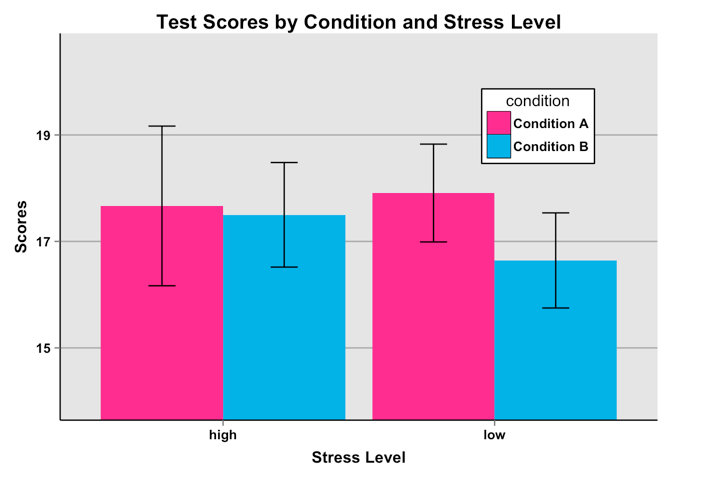 Test Scores by Condition and Stress Level
condition
Condition A
Condition B
Scores
19
17
15
high
low
Stress Level